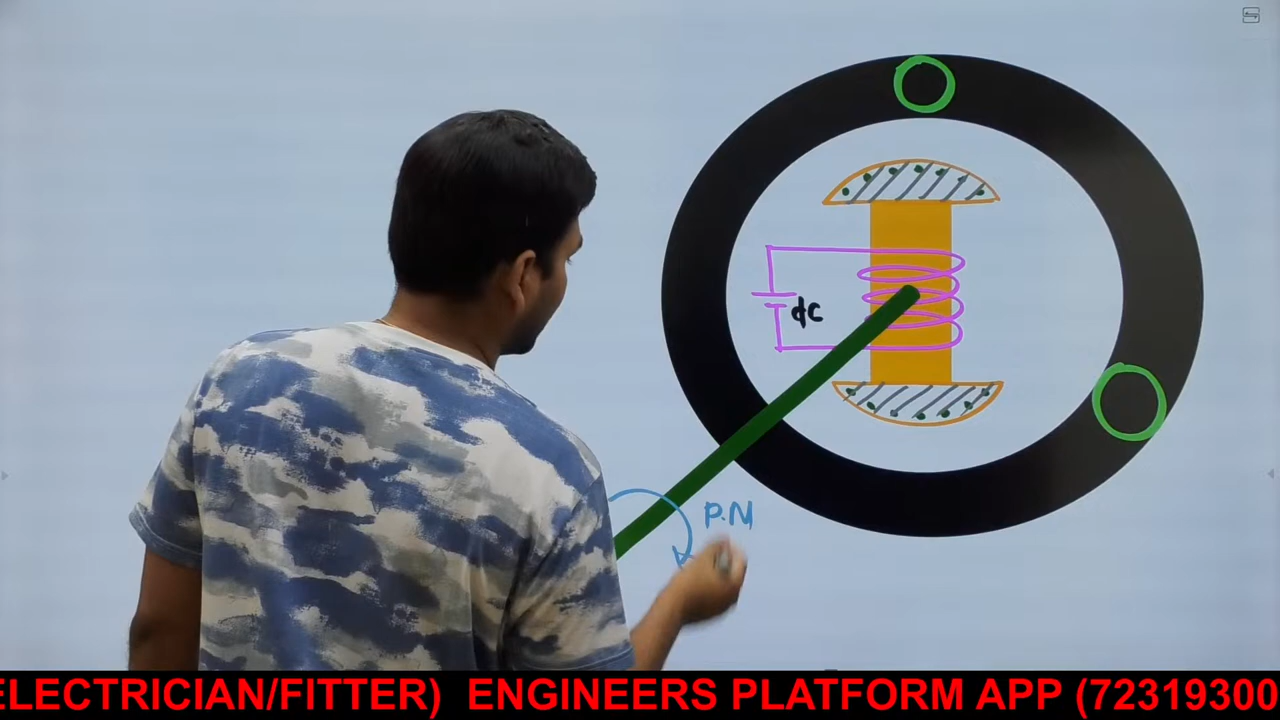 dc
P.M
ELECTRICIAN/FITTER) ENGINEERS PLATFORM APP (72319300